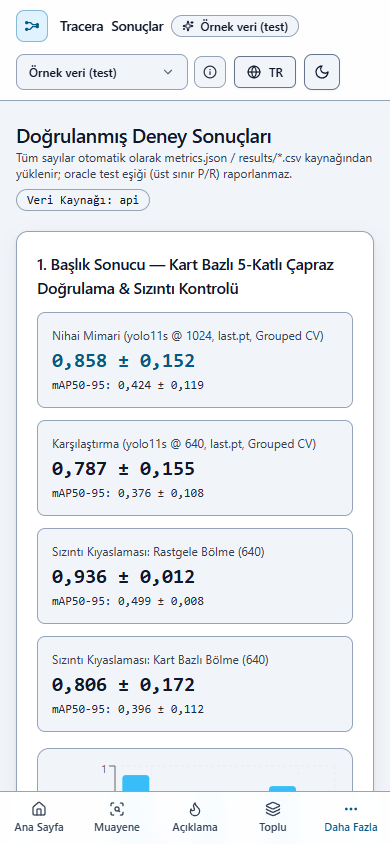 Tracera Sonuçlar Örnek veri (test)
Örnek veri (test) TR
Doğrulanmış Deney Sonuçları
Tüm sayılar otomatik olarak metrics.json / results/*.csv kaynağından
yüklenir; oracle test eşiği (üst sınır P/R) raporlanmaz.
Veri Kaynağı: api
1. Başlık Sonucu — Kart Bazlı 5-Katlı Çapraz
Doğrulama & Sızıntı Kontrolü
Nihai Mimari (yolo11s @ 1024, last.pt, Grouped CV)
0,858 ± 0,152
mAP50-95: 0,424 ± 0,119
Karşılaştırma (yolo11s @ 640, last.pt, Grouped CV)
0,787 ± 0,155
mAP50-95: 0,376 ± 0,108
Sızıntı Kıyaslaması: Rastgele Bölme (640)
0,936 ± 0,012
mAP50-95: 0,499 ± 0,008
Sızıntı Kıyaslaması: Kart Bazlı Bölme (640)
0,806 ± 0,172
mAP50-95: 0,396 ± 0,112
1
Ana Sayfa Muayene Açıklama Toplu Daha Fazla